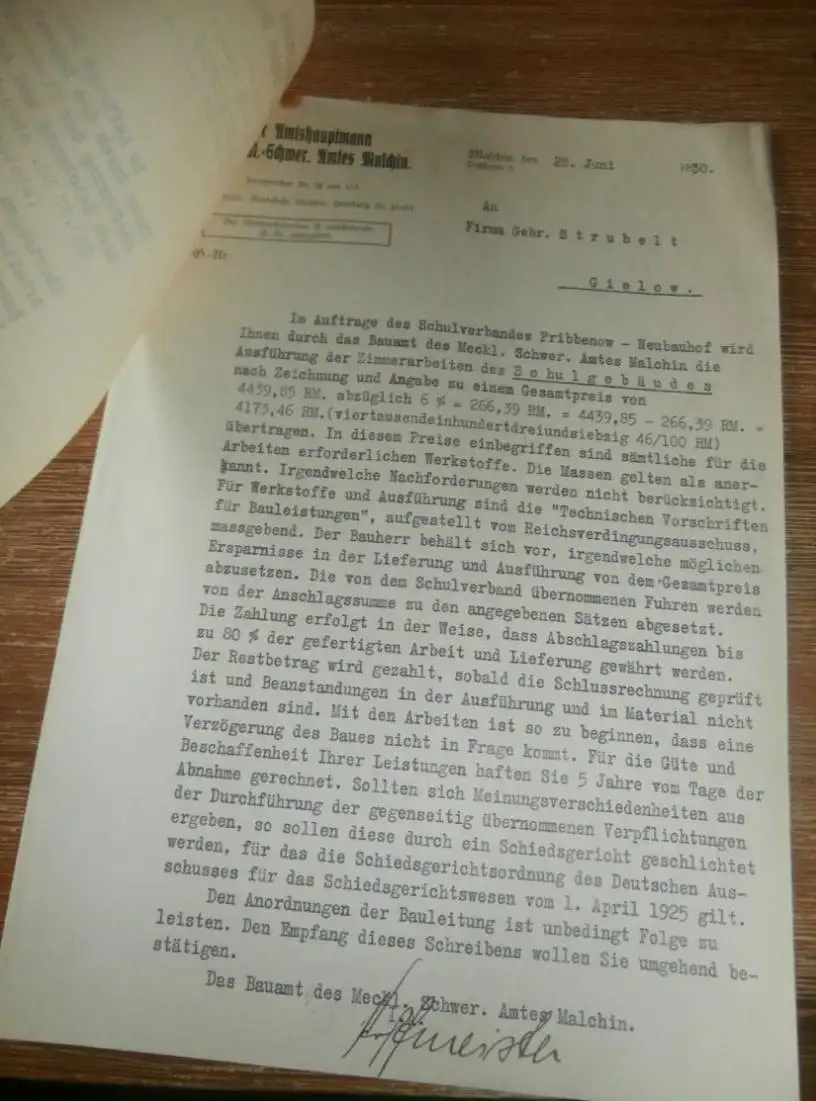 Amtshauptmann
-Schwer. Amtes Malchin.
Malchin, den 28. Juni 1930.
An
Firma Gebr. Strubelt
Gielow.
Im Auftrage des Schulverbandes Pribbenow - Neubauhof wird
Ihnen durch das Bauamt des Meckl. Schwer. Amtes Malchin die
Ausführung der Zimmerarbeiten des Schulgebäudes
nach Zeichnung und Angabe zu einem Gesamtpreis von
4439,85 RM. abzüglich 6 % = 266,39 RM. = 4439,85 - 266,39 RM. =
4173,46 RM.(viertausendeinhundertdreiundsiebzig 46/100 RM)
übertragen. In diesem Preise einbegriffen sind sämtliche für die
Arbeiten erforderlichen Werkstoffe. Die Massen gelten als aner-
kannt. Irgendwelche Nachforderungen werden nicht berücksichtigt.
Für Werkstoffe und Ausführung sind die "Technischen Vorschriften
für Bauleistungen", aufgestellt vom Reichsverdingungsausschuss,
massgebend. Der Bauherr behält sich vor, irgendwelche möglichen
Ersparnisse in der Lieferung und Ausführung von dem Gesamtpreis
abzusetzen. Die von dem Schulverband übernommenen Fuhren werden
von der Anschlagssumme zu den angegebenen Sätzen abgesetzt.
Die Zahlung erfolgt in der Weise, dass Abschlagszahlungen bis
zu 80 % der gefertigten Arbeit und Lieferung gewährt werden.
Der Restbetrag wird gezahlt, sobald die Schlussrechnung geprüft
ist und Beanstandungen in der Ausführung und im Material nicht
vorhanden sind. Mit den Arbeiten ist so zu beginnen, dass eine
Verzögerung des Baues nicht in Frage kommt. Für die Güte und
Beschaffenheit Ihrer Leistungen haften Sie 5 Jahre vom Tage der
Abnahme gerechnet. Sollten sich Meinungsverschiedenheiten aus
der Durchführung der gegenseitig übernommenen Verpflichtungen
ergeben, so sollen diese durch ein Schiedsgericht geschlichtet
werden, für das die Schiedsgerichtsordnung des Deutschen Aus-
schusses für das Schiedsgerichtswesen vom 1. April 1925 gilt.
Den Anordnungen der Bauleitung ist unbedingt Folge zu
leisten. Den Empfang dieses Schreibens wollen Sie umgehend be-
stätigen.
Das Bauamt des Meckl. Schwer. Amtes Malchin.